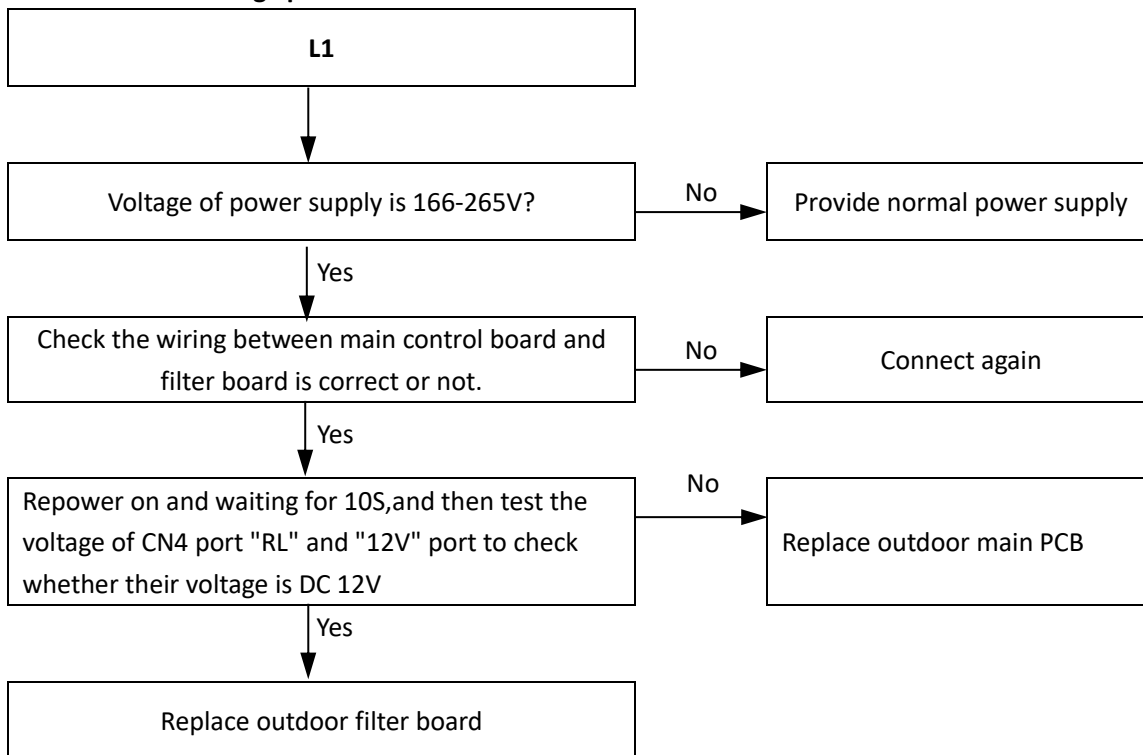 L1
Voltage of power supply is 166-265V?
No
Provide normal power supply
Yes
Check the wiring between main control board and
filter board is correct or not.
No
Connect again
Yes
Repower on and waiting for 10S,and then test the
voltage of CN4 port "RL" and "12V" port to check
whether their voltage is DC 12V
No
Replace outdoor main PCB
Yes
Replace outdoor filter board